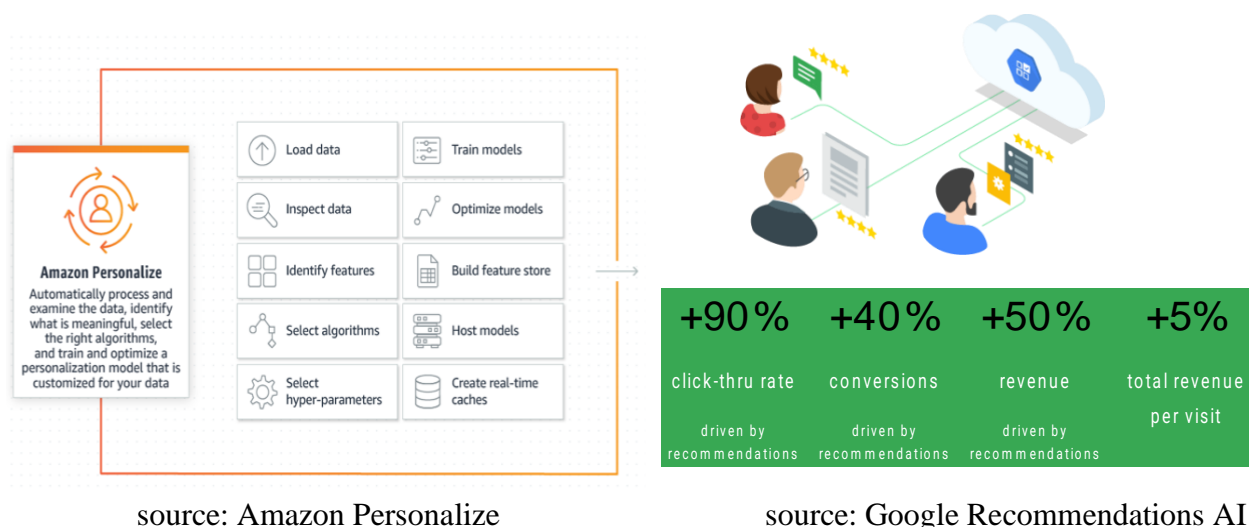 Amazon Personalize
Automatically process and
examine the data, identify
what is meaningful, select
the right algorithms,
and train and optimize a
personalization model that is
customized for your data
Load data
Train models
Inspect data
Optimize models
Identify features
Build feature store
Select algorithms
Host models
Select
hyper-parameters
Create real-time
caches
+90%
click-thru rate
driven by
recommendations
+40%
conversions
driven by
recommendations
+50%
revenue
driven by
recommendations
+5%
total revenue
per visit
source: Amazon Personalize
source: Google Recommendations AI